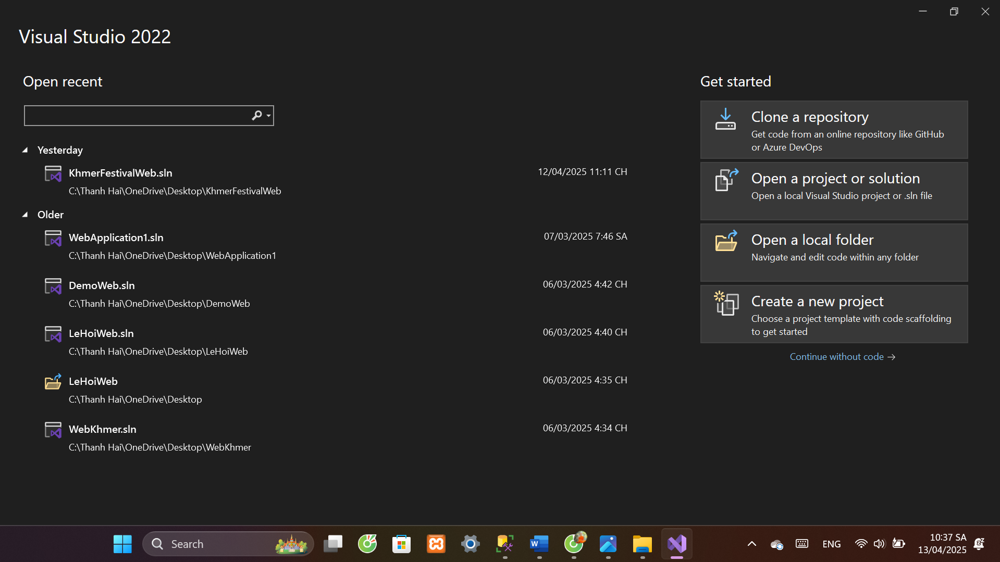 Visual Studio 2022
Open recent
Yesterday
KhmerFestivalWeb.sln
12/04/2025 11:11 CH
C:\Thanh Hai\OneDrive\Desktop\KhmerFestivalWeb
Older
WebApplication1.sln
07/03/2025 7:46 SA
C:\Thanh Hai\OneDrive\Desktop\WebApplication1
DemoWeb.sln
06/03/2025 4:42 CH
C:\Thanh Hai\OneDrive\Desktop\DemoWeb
LeHoiWeb.sln
06/03/2025 4:40 CH
C:\Thanh Hai\OneDrive\Desktop\LeHoiWeb
LeHoiWeb
06/03/2025 4:35 CH
C:\Thanh Hai\OneDrive\Desktop
WebKhmer.sln
06/03/2025 4:34 CH
C:\Thanh Hai\OneDrive\Desktop\WebKhmer
Get started
Clone a repository
Get code from an online repository like GitHub
or Azure DevOps
Open a project or solution
Open a local Visual Studio project or .sln file
Open a local folder
Navigate and edit code within any folder
Create a new project
Choose a project template with code scaffolding
to get started
Continue without code →
Search
ENG
10:37 SA
13/04/2025